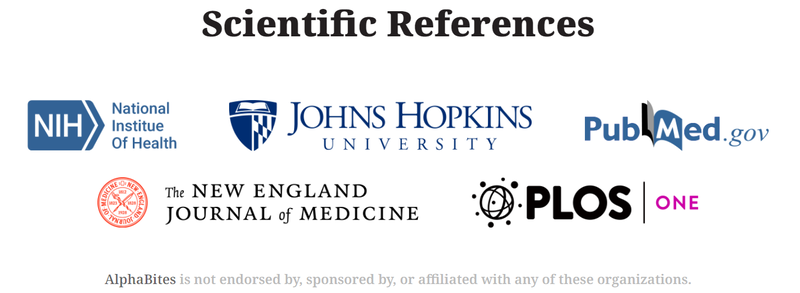 Scientific References
NIH
National
Institue
Of Health
JOHNS HOPKINS
UNIVERSITY
PubMed.gov
The NEW ENGLAND
JOURNAL of MEDICINE
PLOS ONE
AlphaBites is not endorsed by, sponsored by, or affiliated with any of these organizations.